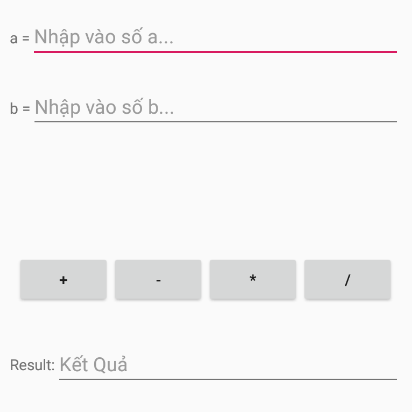 a = Nhập vào số a...
b = Nhập vào số b...
+ - * /
Result: Kết Quả